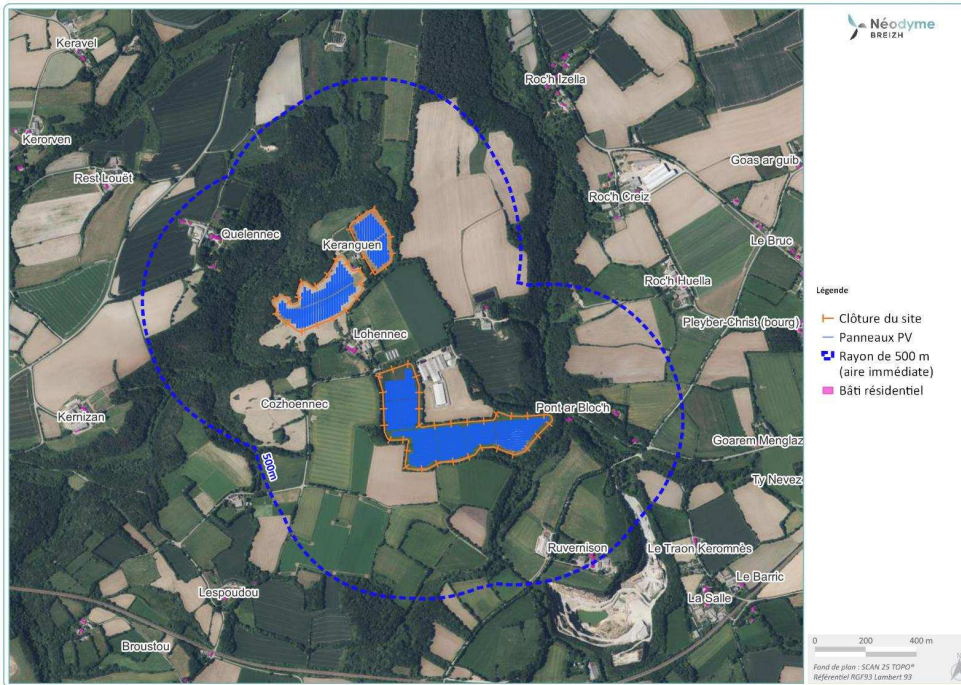 Keravel
Roc'h Izella
Kerorven
Goas ar guib
Rest Louët
Roc'h Creiz
Quelennec
Keranguen
Le Bruc
Roc'h Huella
Lohennec
Pleyber-Christ (bourg)
Cozhoennec
Pont ar Bloc'h
Kernizan
Goarem Menglaz
500m
Ty Nevez
Ruvernison
Le Traon Keromnès
Le Barric
Lespoudou
La Salle
Broustou
Néodyme
BREIZH
Légende
Clôture du site
Panneaux PV
Rayon de 500 m
(aire immédiate)
Bâti résidentiel
0 200 400 m
Fond de plan : SCAN 25 TOPO®
Référentiel RGF93 Lambert 93
N